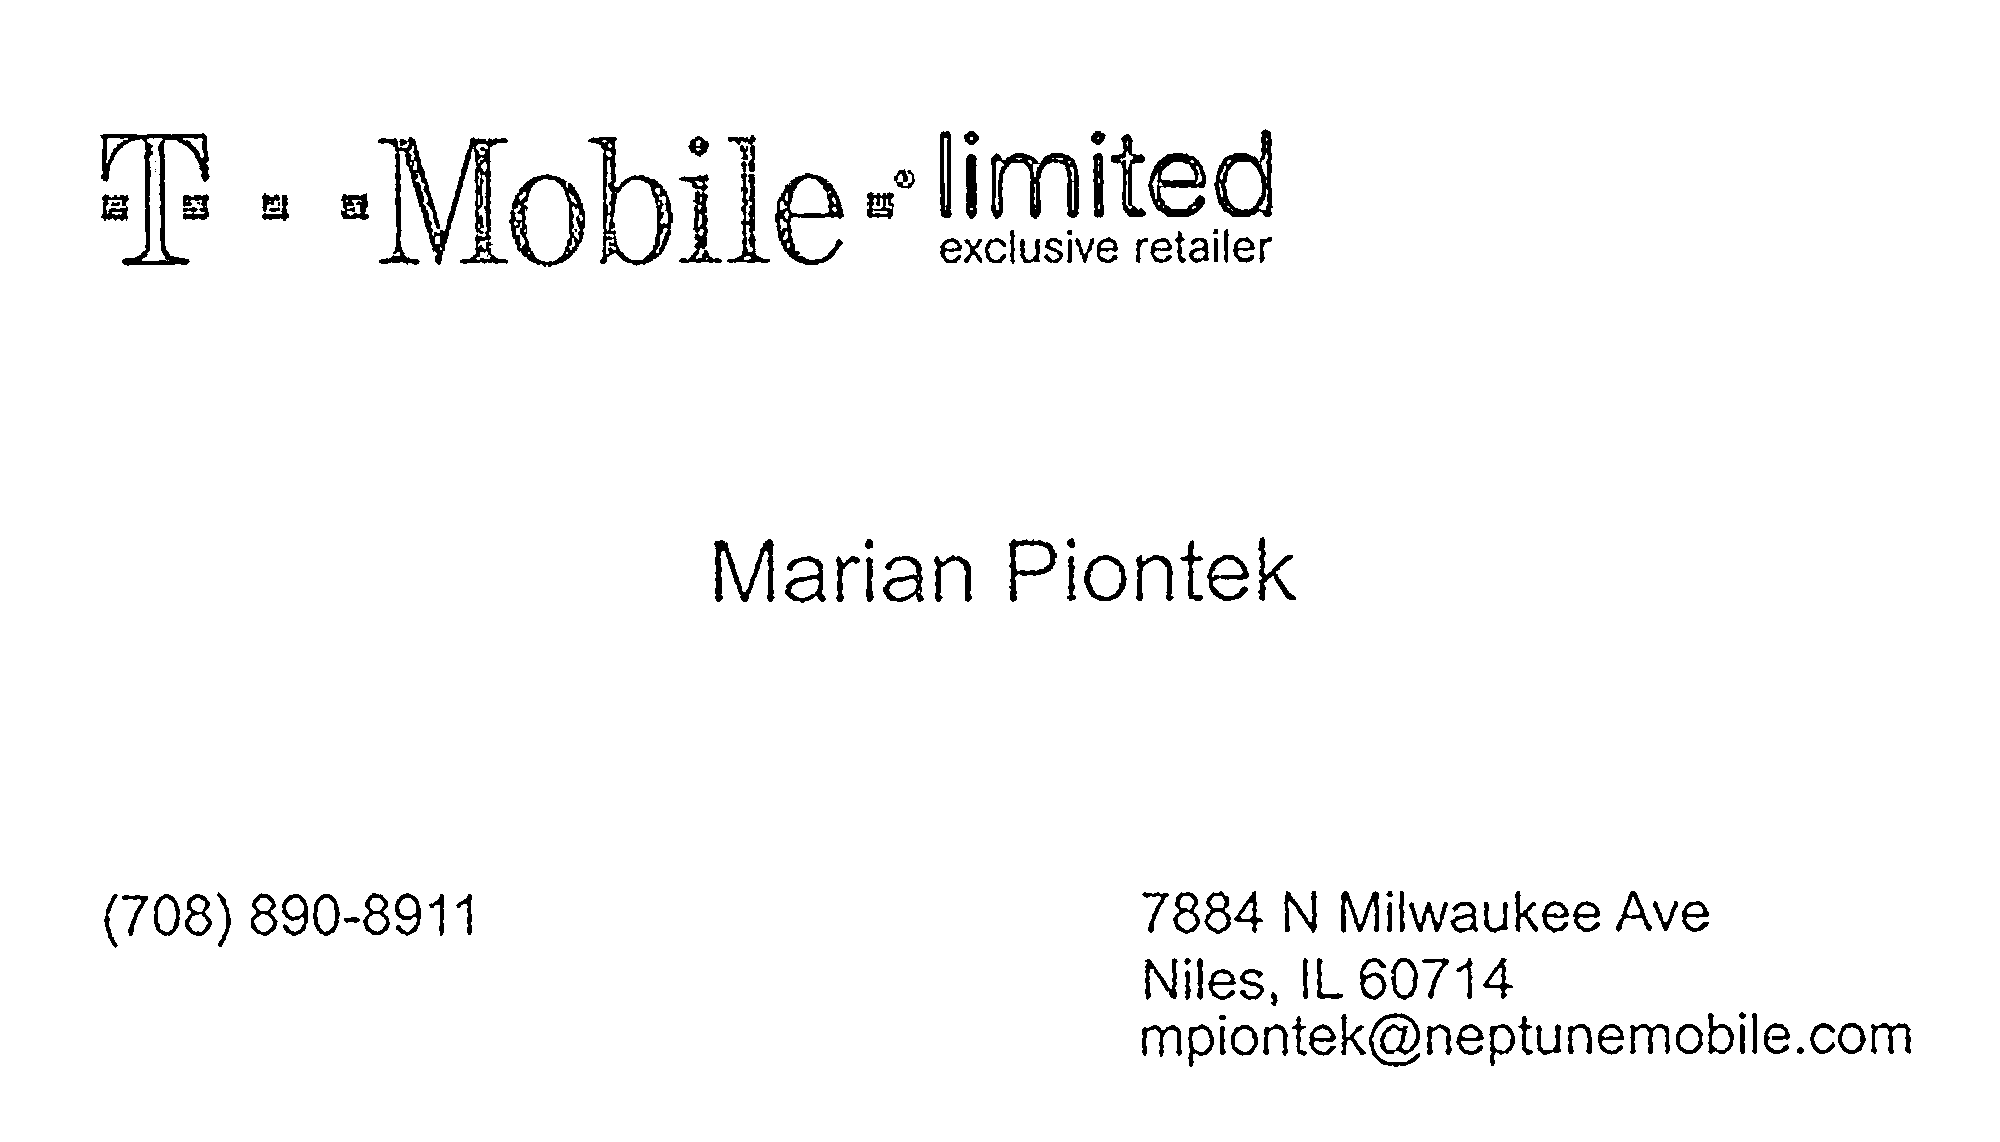 T - -Mobile-® limited
exclusive retailer
Marian Piontek
(708) 890-8911
7884 N Milwaukee Ave
Niles, IL 60714
mpiontek@neptunemobile.com